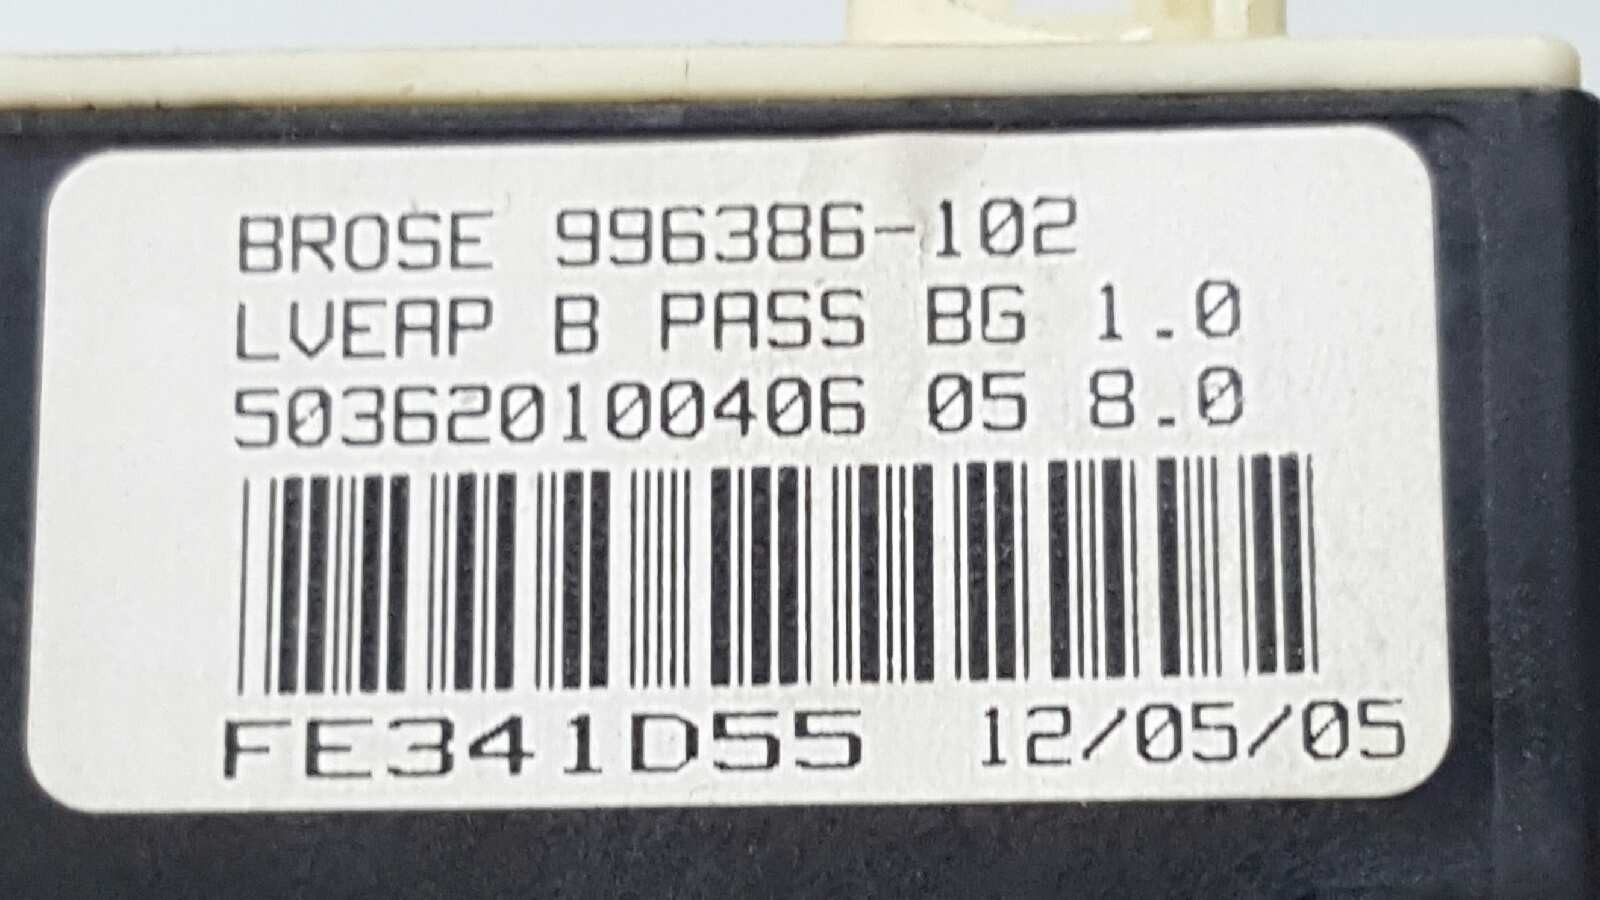 BROSE 996386-102
LVEAP B PASS BG 1.0
503620100406 05 8.0
FE341D55 12/05/05